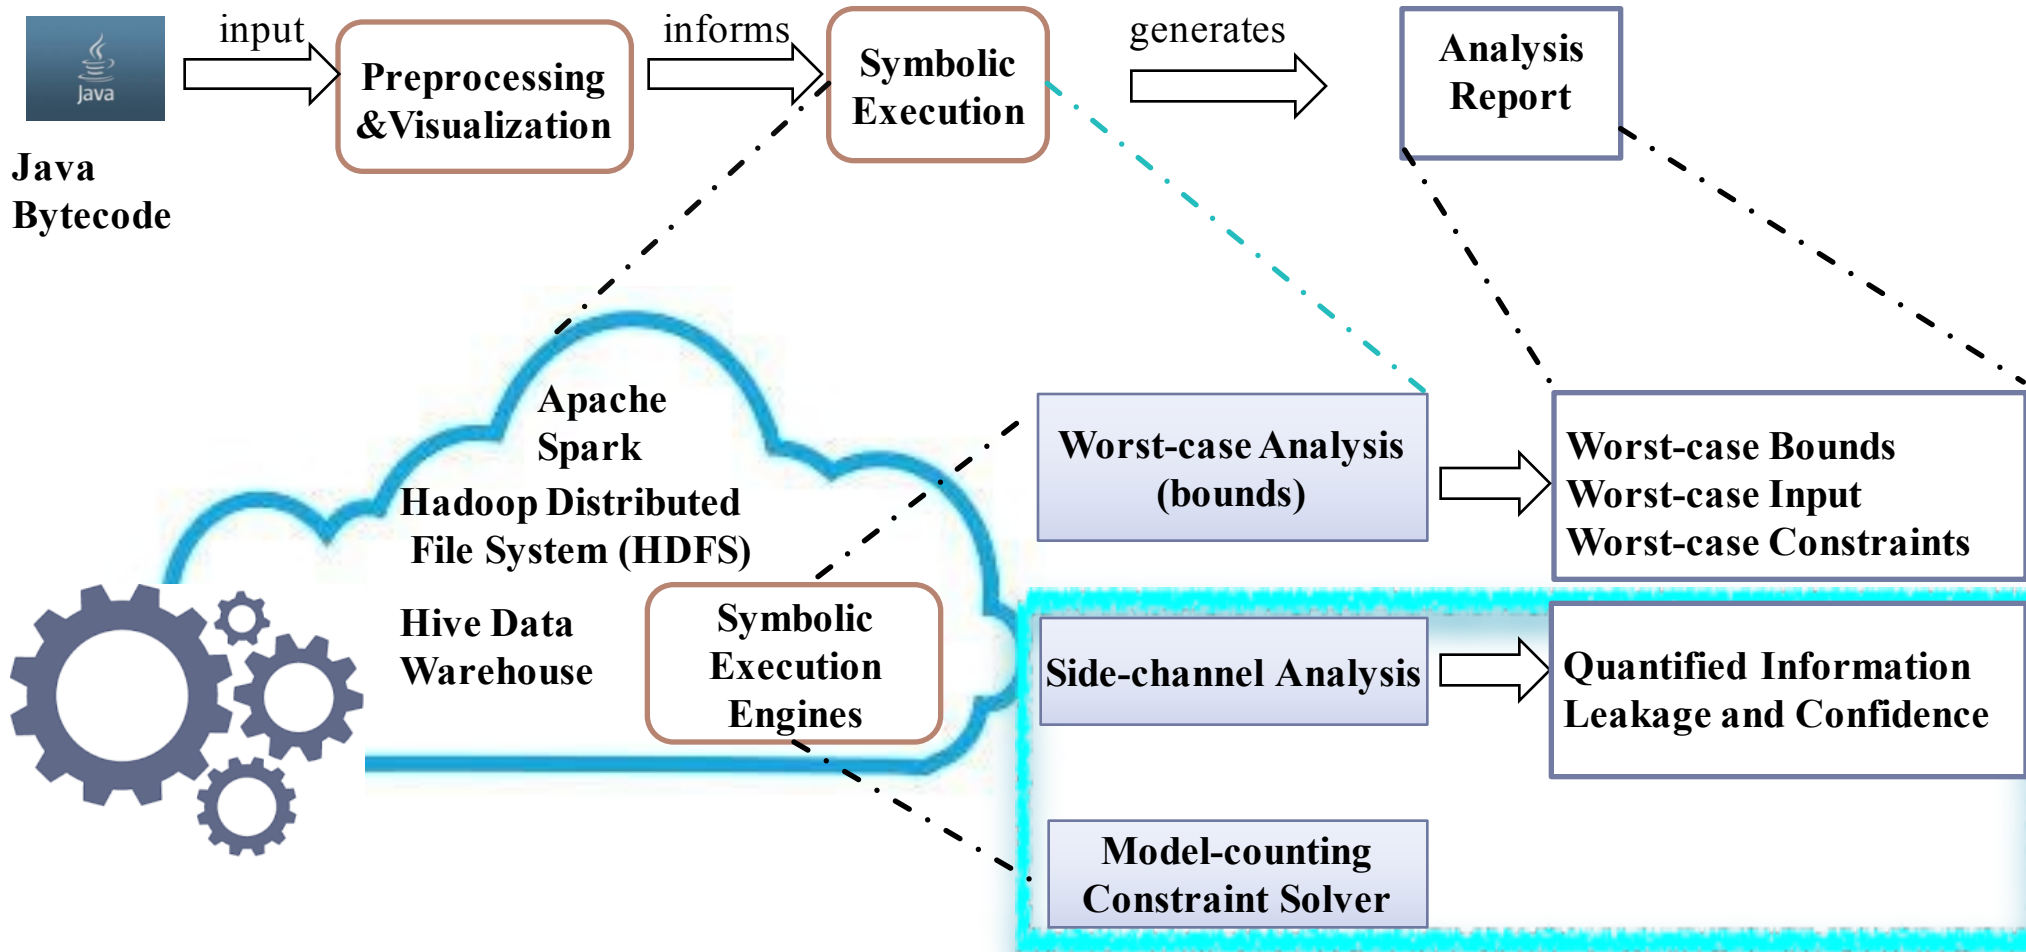 input
informs
generates
Java
Java
Bytecode
Preprocessing
&Visualization
Symbolic
Execution
Analysis
Report
Apache
Spark
Hadoop Distributed
File System (HDFS)
Hive Data
Warehouse
Symbolic
Execution
Engines
Worst-case Analysis
(bounds)
Worst-case Bounds
Worst-case Input
Worst-case Constraints
Side-channel Analysis
Quantified Information
Leakage and Confidence
Model-counting
Constraint Solver